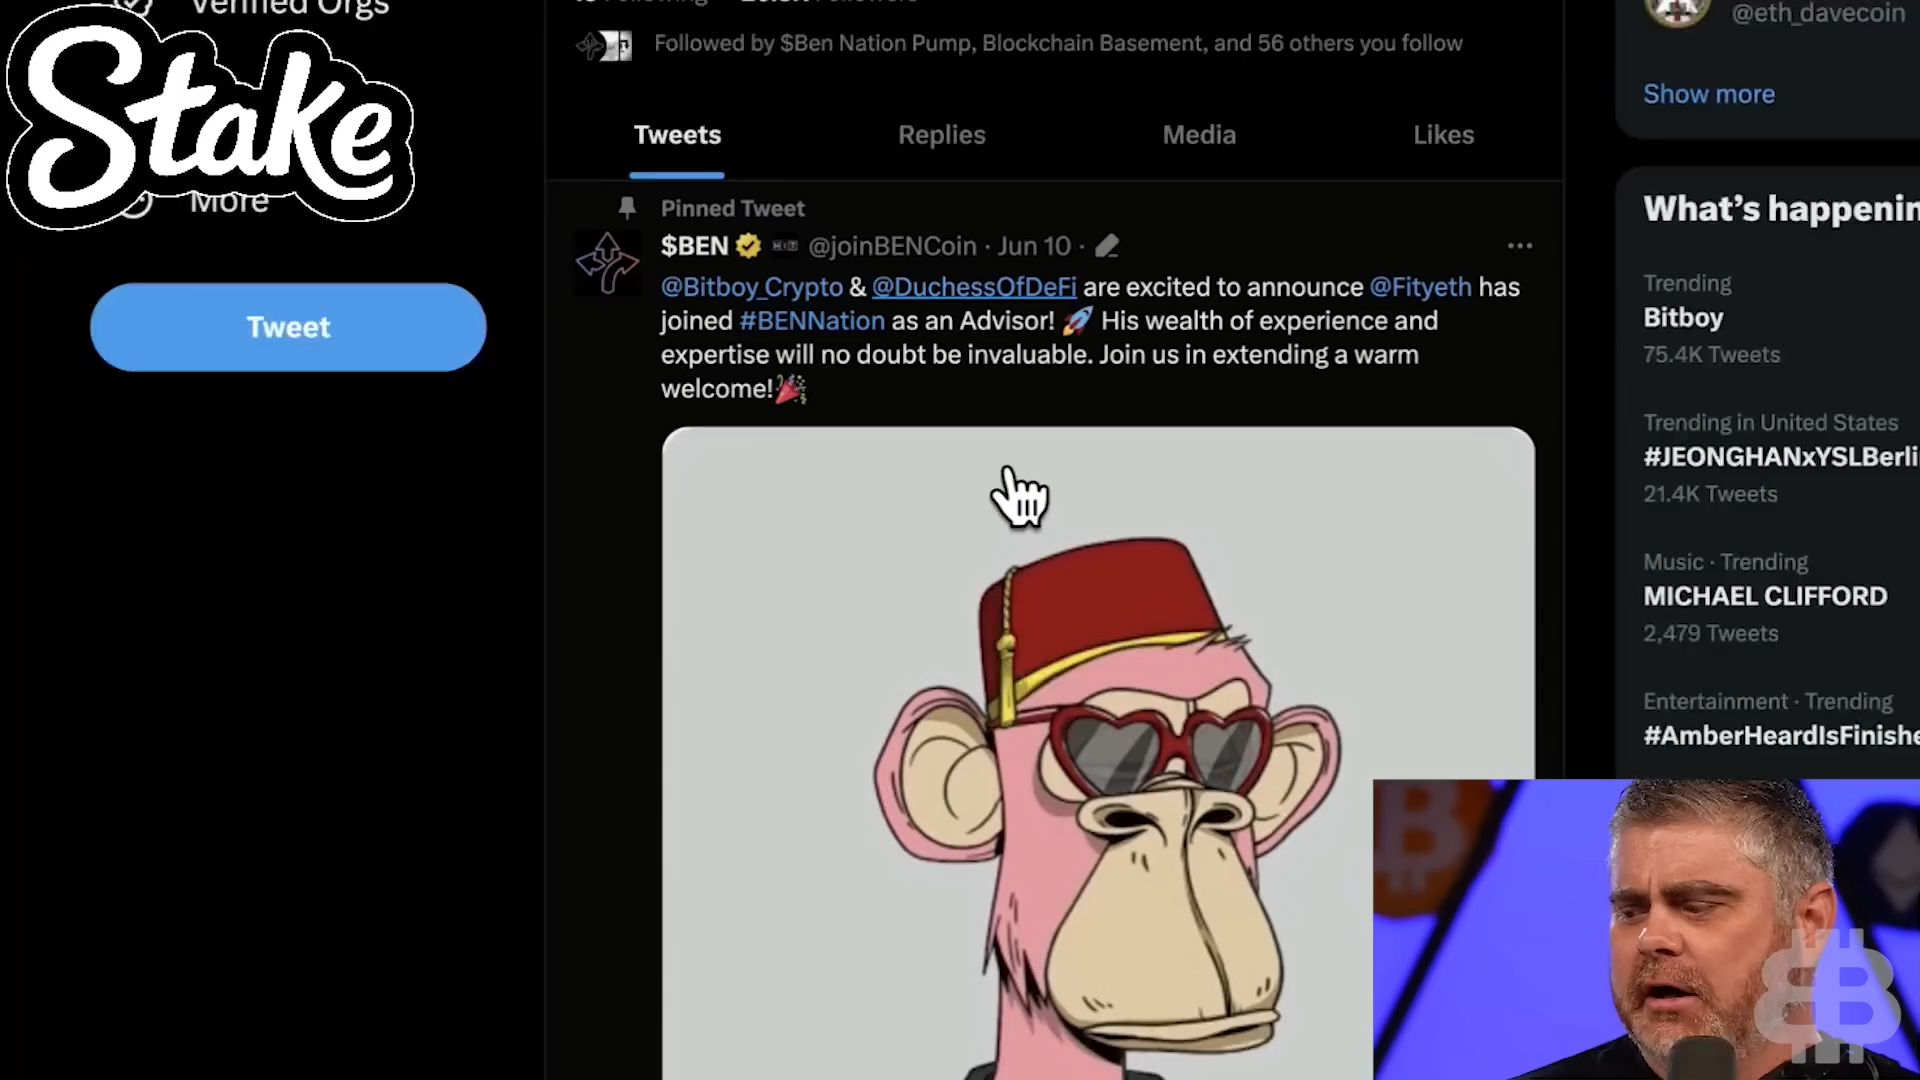 Verified Orgs
Stake
More
Tweet
Following Followers
Followed by $Ben Nation Pump, Blockchain Basement, and 56 others you follow
Tweets Replies Media Likes
Pinned Tweet
$BEN @joinBENCoin · Jun 10 ·
@Bitboy_Crypto & @DuchessOfDeFi are excited to announce @Fityeth has
joined #BENNation as an Advisor! 🚀 His wealth of experience and
expertise will no doubt be invaluable. Join us in extending a warm
welcome!🎉
@eth_davecoin
Show more
What's happenin
Trending
Bitboy
75.4K Tweets
Trending in United States
#JEONGHANxYSLBerli
21.4K Tweets
Music · Trending
MICHAEL CLIFFORD
2,479 Tweets
Entertainment · Trending
#AmberHeardIsFinishe